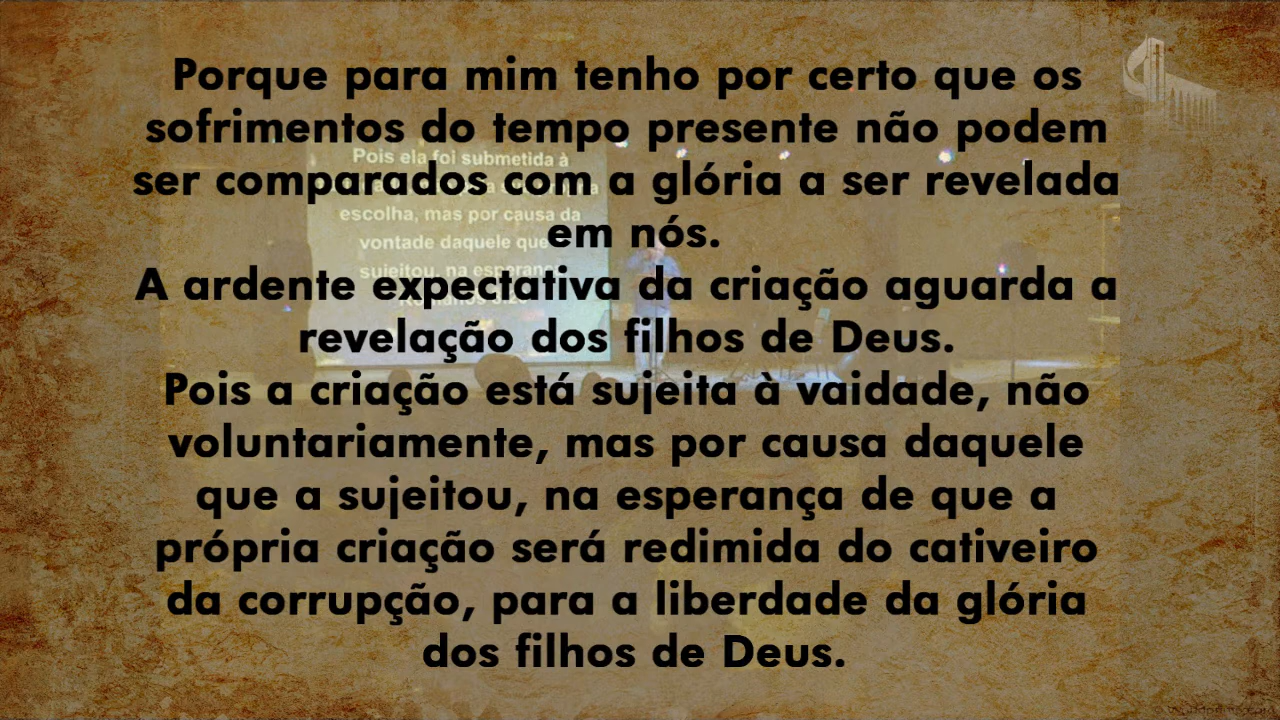 Porque para mim tenho por certo que os
sofrimentos do tempo presente não podem
ser comparados com a glória a ser revelada
em nós.
A ardente expectativa da criação aguarda a
revelação dos filhos de Deus.
Pois a criação está sujeita à vaidade, não
voluntariamente, mas por causa daquele
que a sujeitou, na esperança de que a
própria criação será redimida do cativeiro
da corrupção, para a liberdade da glória
dos filhos de Deus.
Pois ela foi submetida à
escolha, mas por causa da
vontade daquele que
sujeitou, na